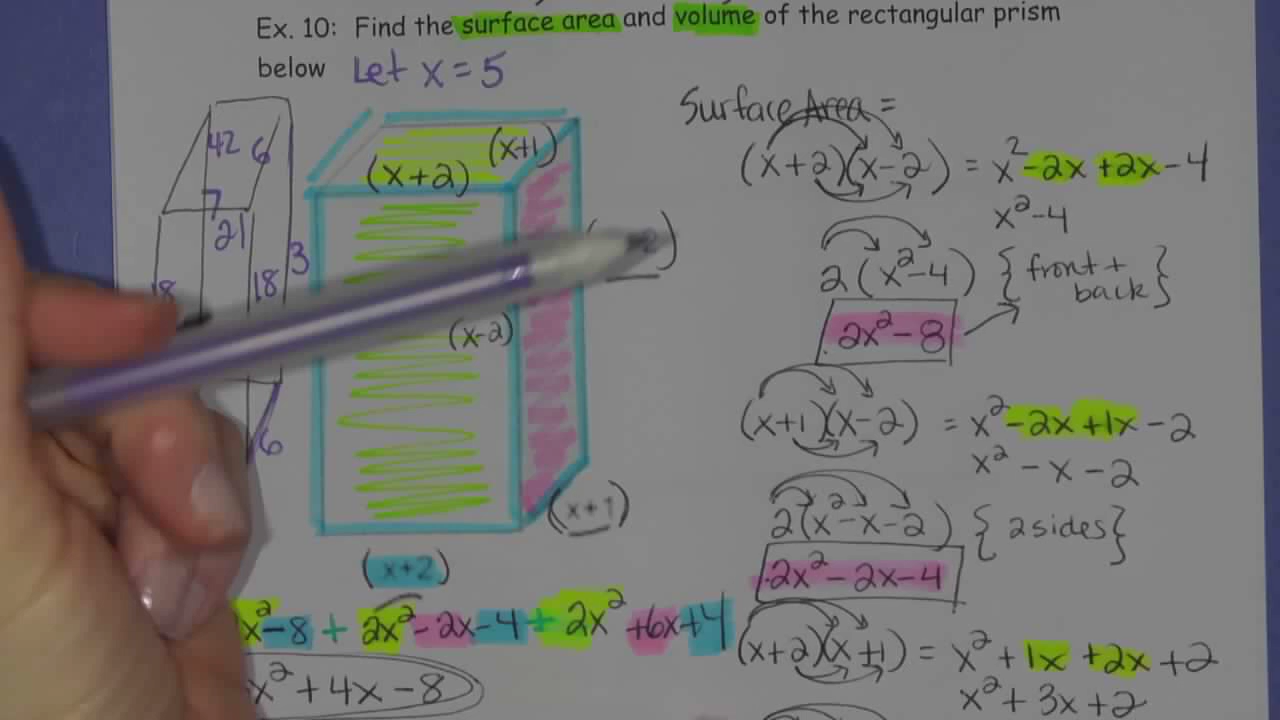 Ex. 10: Find the surface area and volume of the rectangular prism
below Let x = 5
Surface Area =
(x+2)(x-2) = x² -2x +2x - 4
x² - 4
2(x² - 4) {front + back}
2x² - 8
(x+1)(x-2) = x² -2x +1x - 2
x² - x - 2
2(x² - x - 2) {2 sides}
2x² - 2x - 4
(x+2)(x+1) = x² + 1x + 2x + 2
x² + 3x + 2
42 6
7
21
3
18
18
6
(x+1)
(x+2)
(x-2)
(x+1)
(x+2)
x² - 8 + 2x² - 2x - 4 + 2x² + 6x + 4
x² + 4x - 8